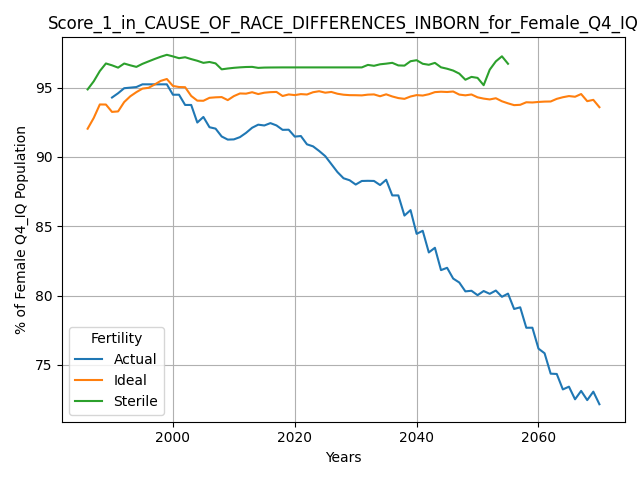 Score_1_in_CAUSE_OF_RACE_DIFFERENCES_INBORN_for_Female_Q4_IQ
% of Female Q4_IQ Population
95
90
85
80
75
Fertility
Actual
Ideal
Sterile
2000
2020
2040
2060
Years